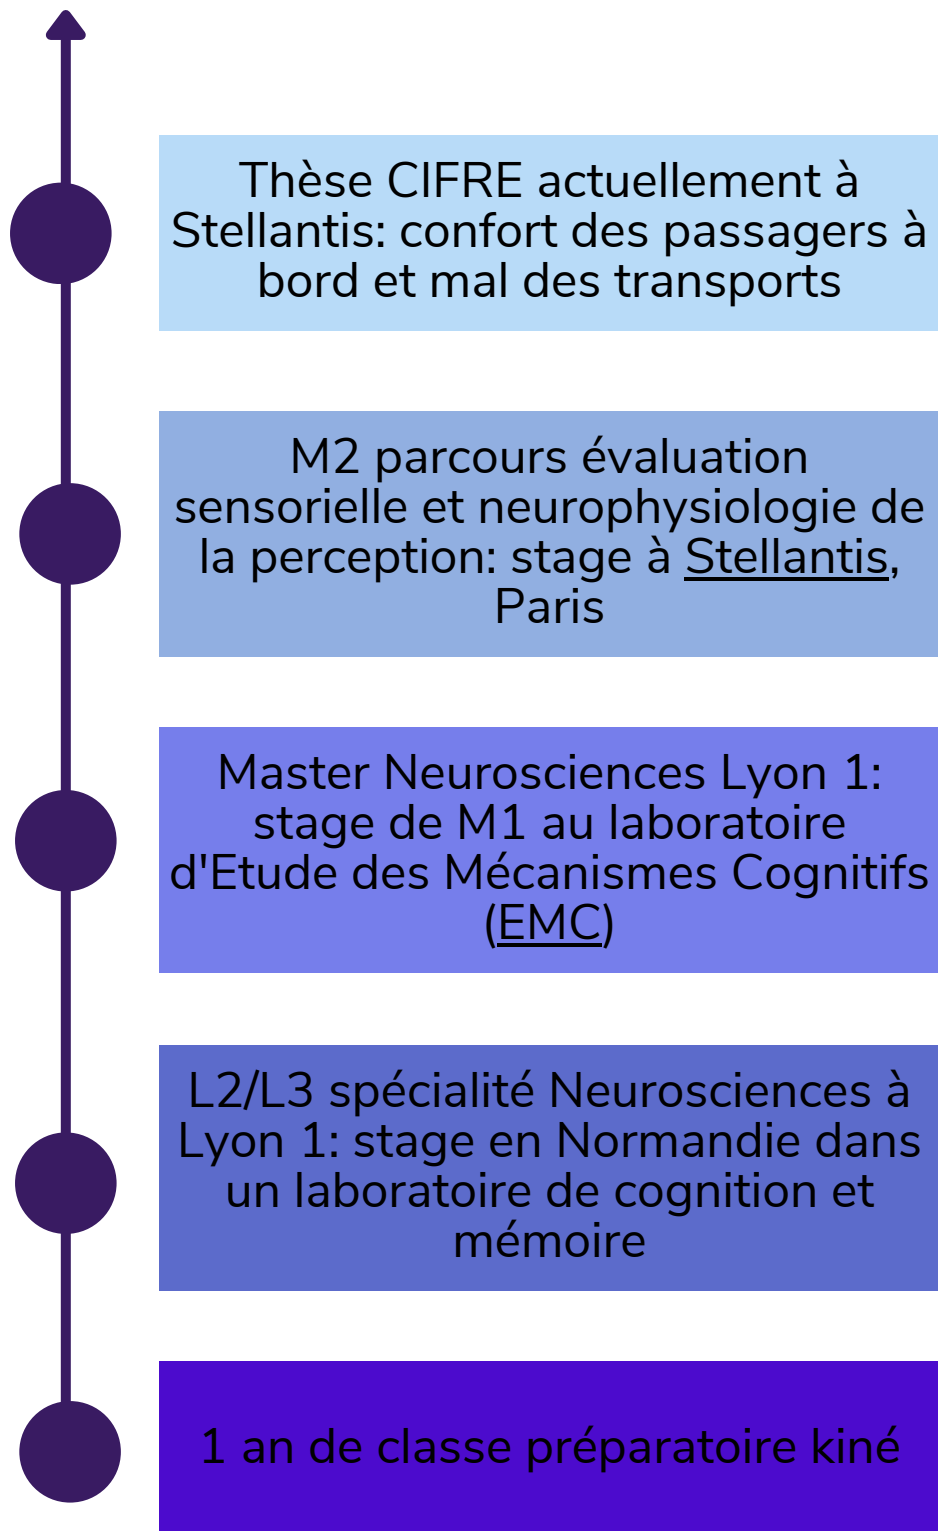 Thèse CIFRE actuellement à
Stellantis: confort des passagers à
bord et mal des transports
M2 parcours évaluation
sensorielle et neurophysiologie de
la perception: stage à Stellantis,
Paris
Master Neurosciences Lyon 1:
stage de M1 au laboratoire
d'Etude des Mécanismes Cognitifs
(EMC)
L2/L3 spécialité Neurosciences à
Lyon 1: stage en Normandie dans
un laboratoire de cognition et
mémoire
1 an de classe préparatoire kiné